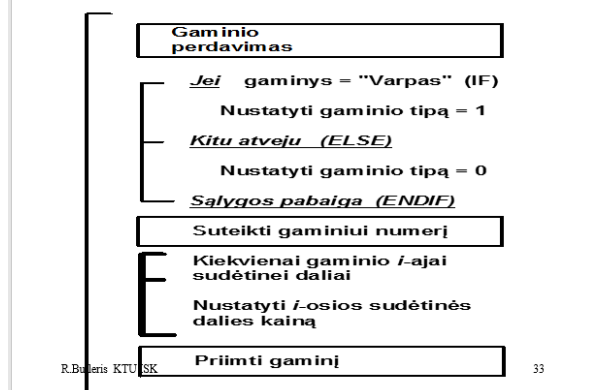 Gaminio
perdavimas
Jei gaminys = "Varpas" (IF)
Nustatyti gaminio tipą = 1
Kitu atveju (ELSE)
Nustatyti gaminio tipą = 0
Sąlygos pabaiga (ENDIF)
Suteikti gaminiui numerį
Kiekvienai gaminio i-ajai
sudėtinei daliai
Nustatyti i-osios sudėtinės
dalies kainą
Priimti gaminį
KTU ISK 33